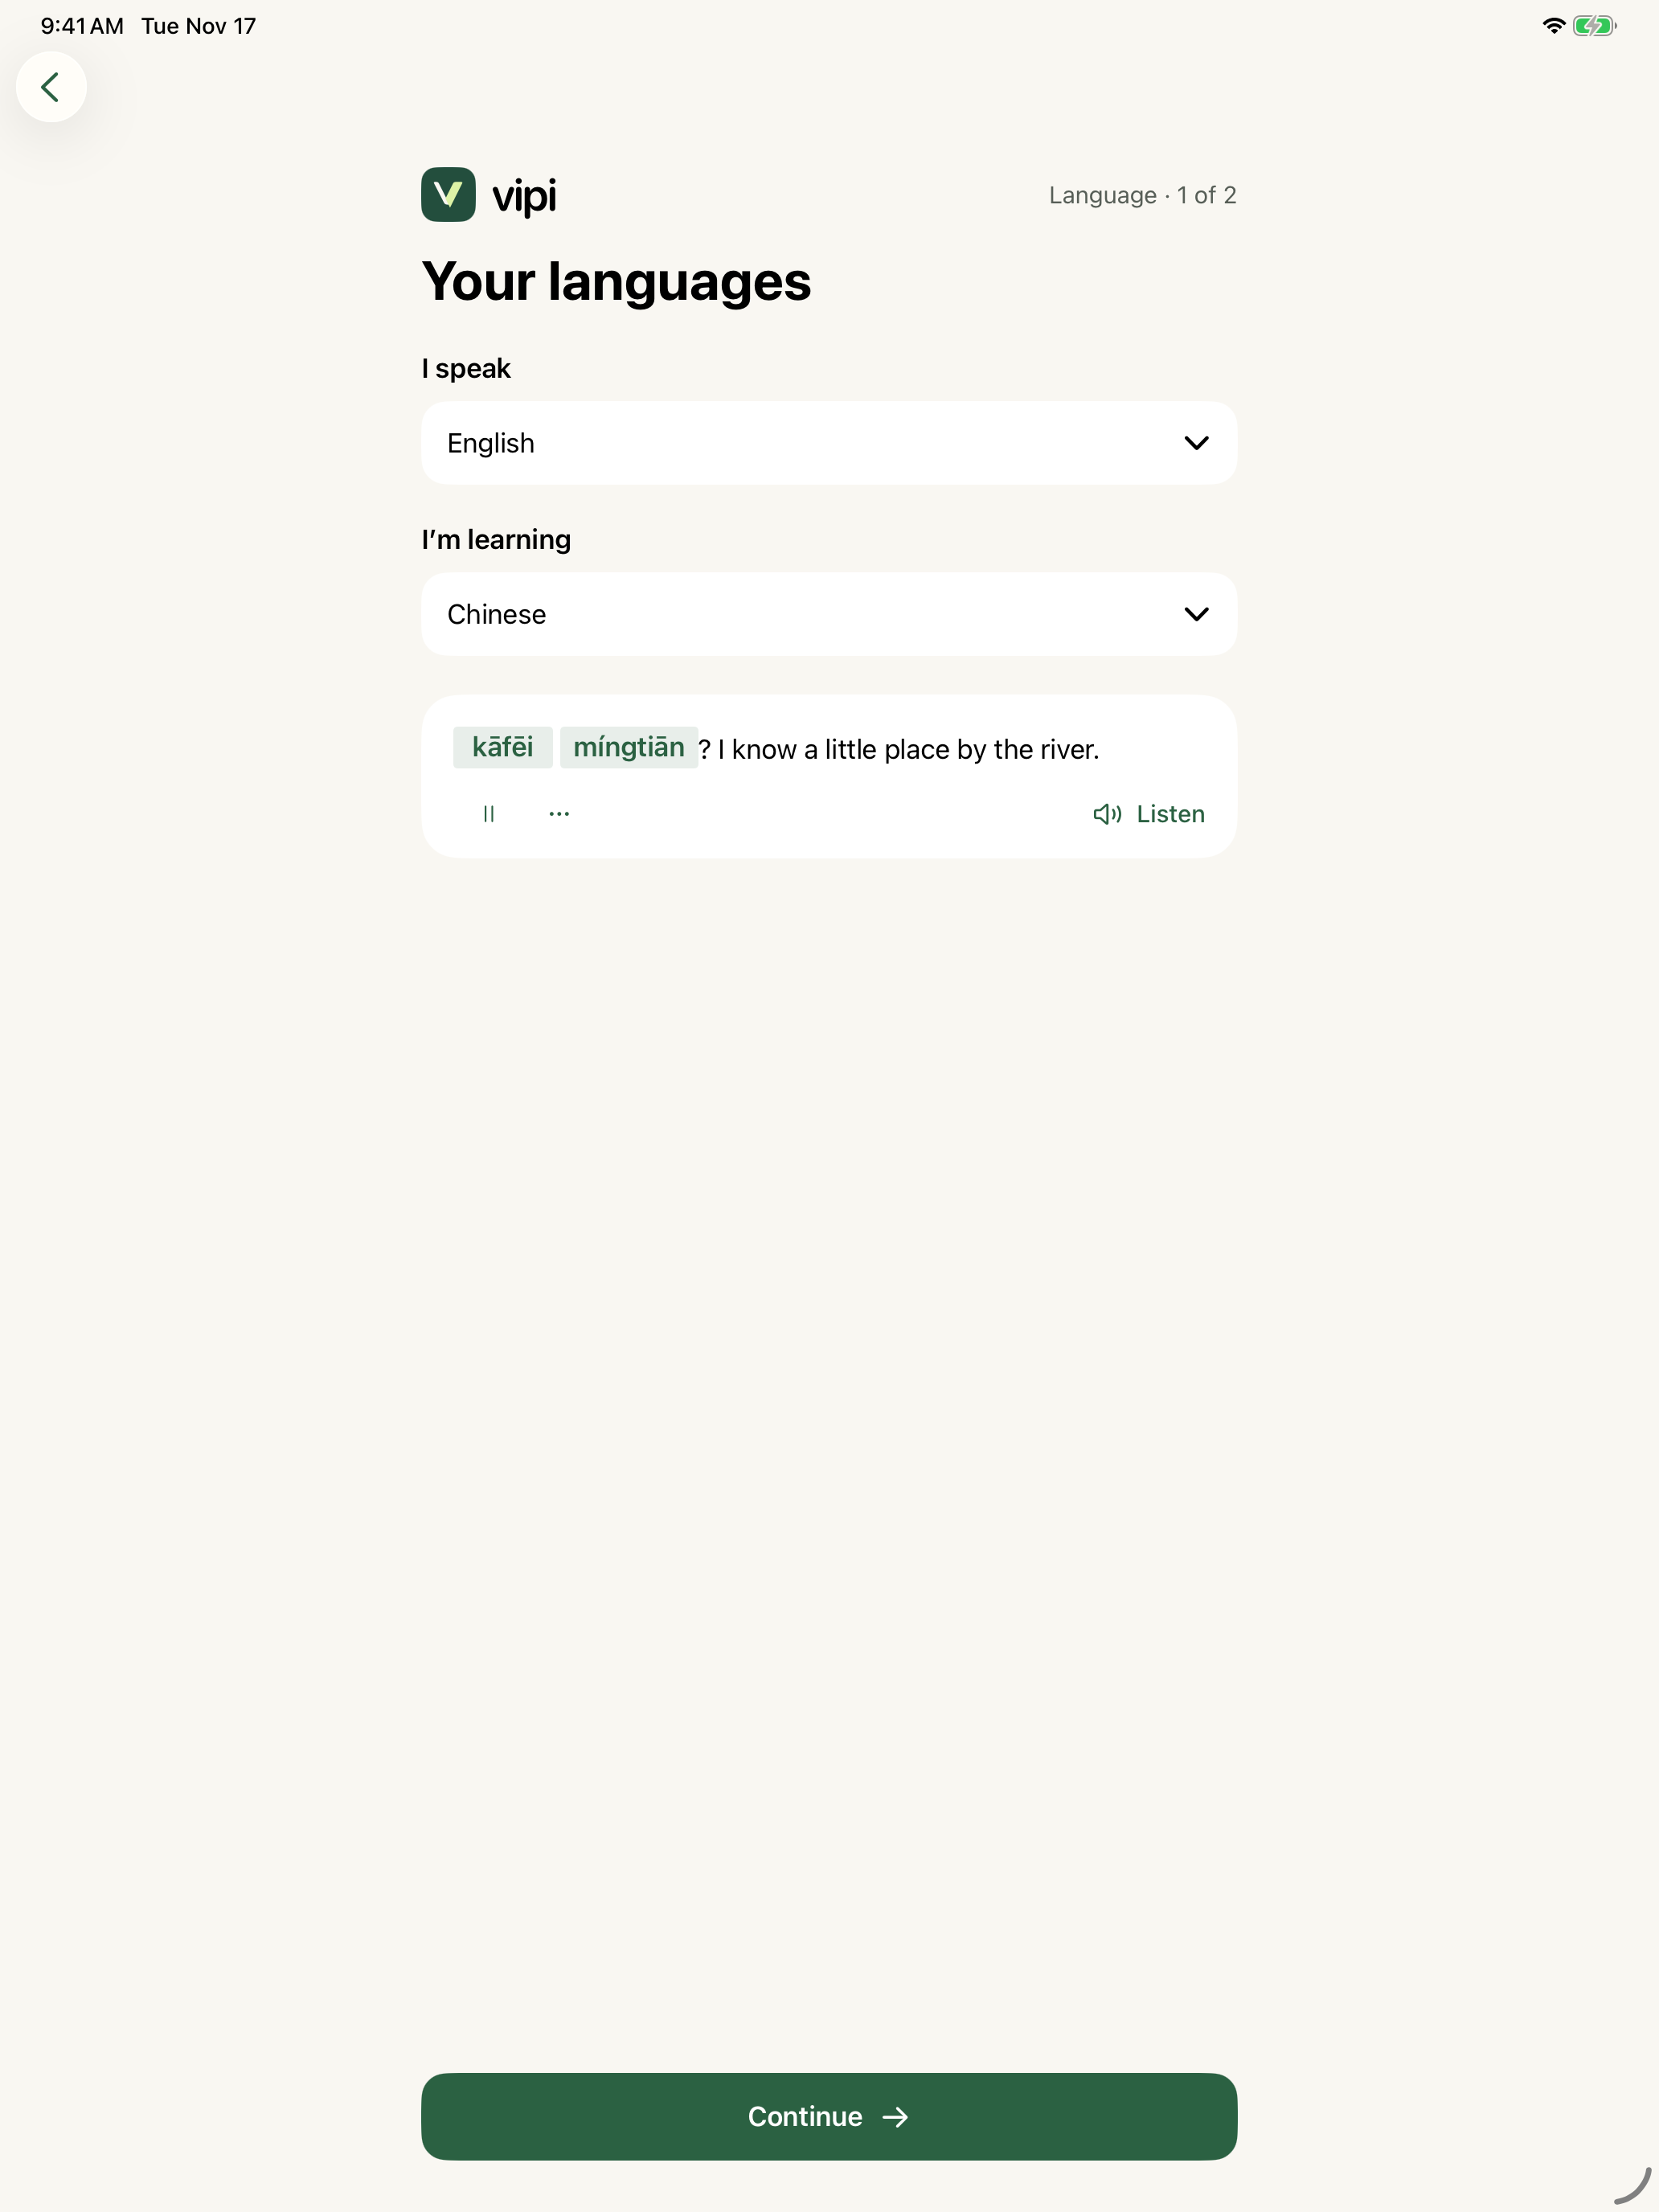 9:41 AM Tue Nov 17
vipi
Language · 1 of 2
Your languages
I speak
English
I’m learning
Chinese
kāfēi míngtiān? I know a little place by the river.
Listen
Continue →